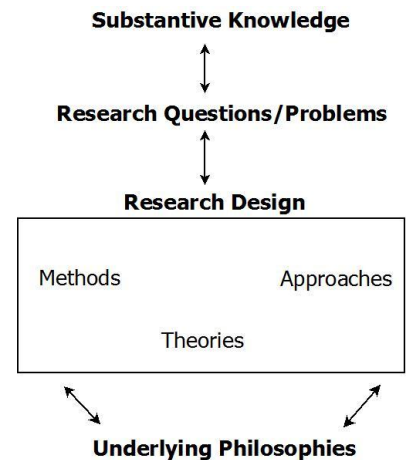 Substantive Knowledge
Research Questions/Problems
Research Design
Methods
Approaches
Theories
Underlying Philosophies